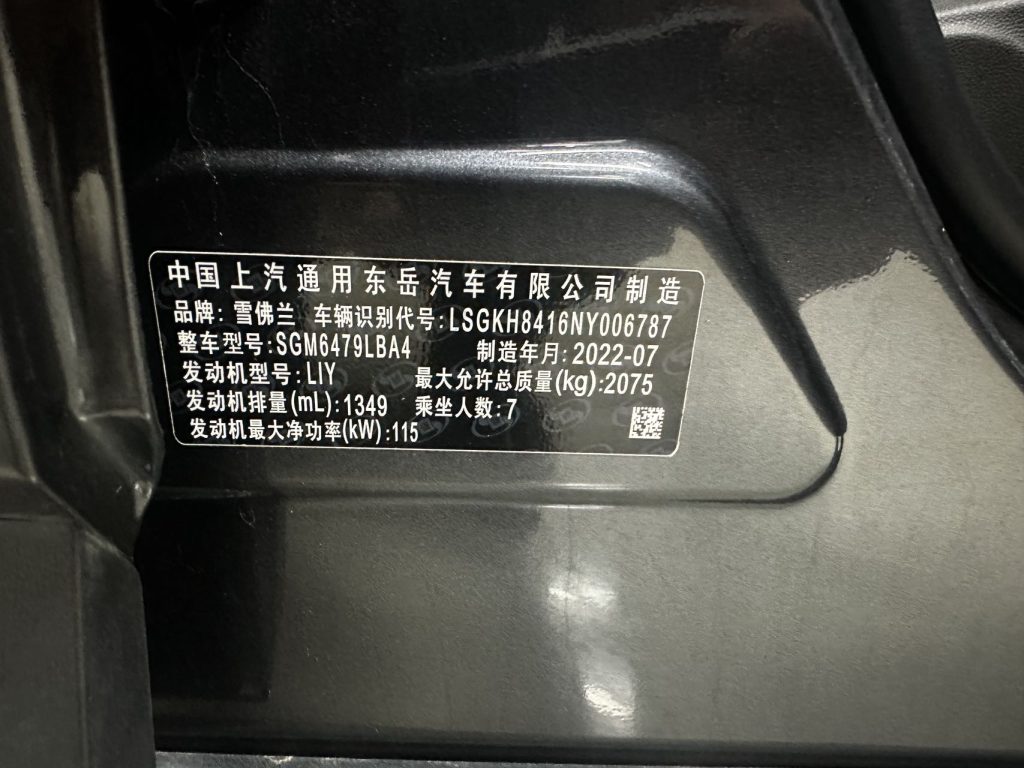 中国上汽通用东岳汽车有限公司制造
品牌: 雪佛兰 车辆识别代号:LSGKH8416NY006787
整车型号:SGM6479LBA4 制造年月:2022-07
发动机型号:LIY 最大允许总质量(kg):2075
发动机排量(mL):1349 乘坐人数:7
发动机最大净功率(kW):115